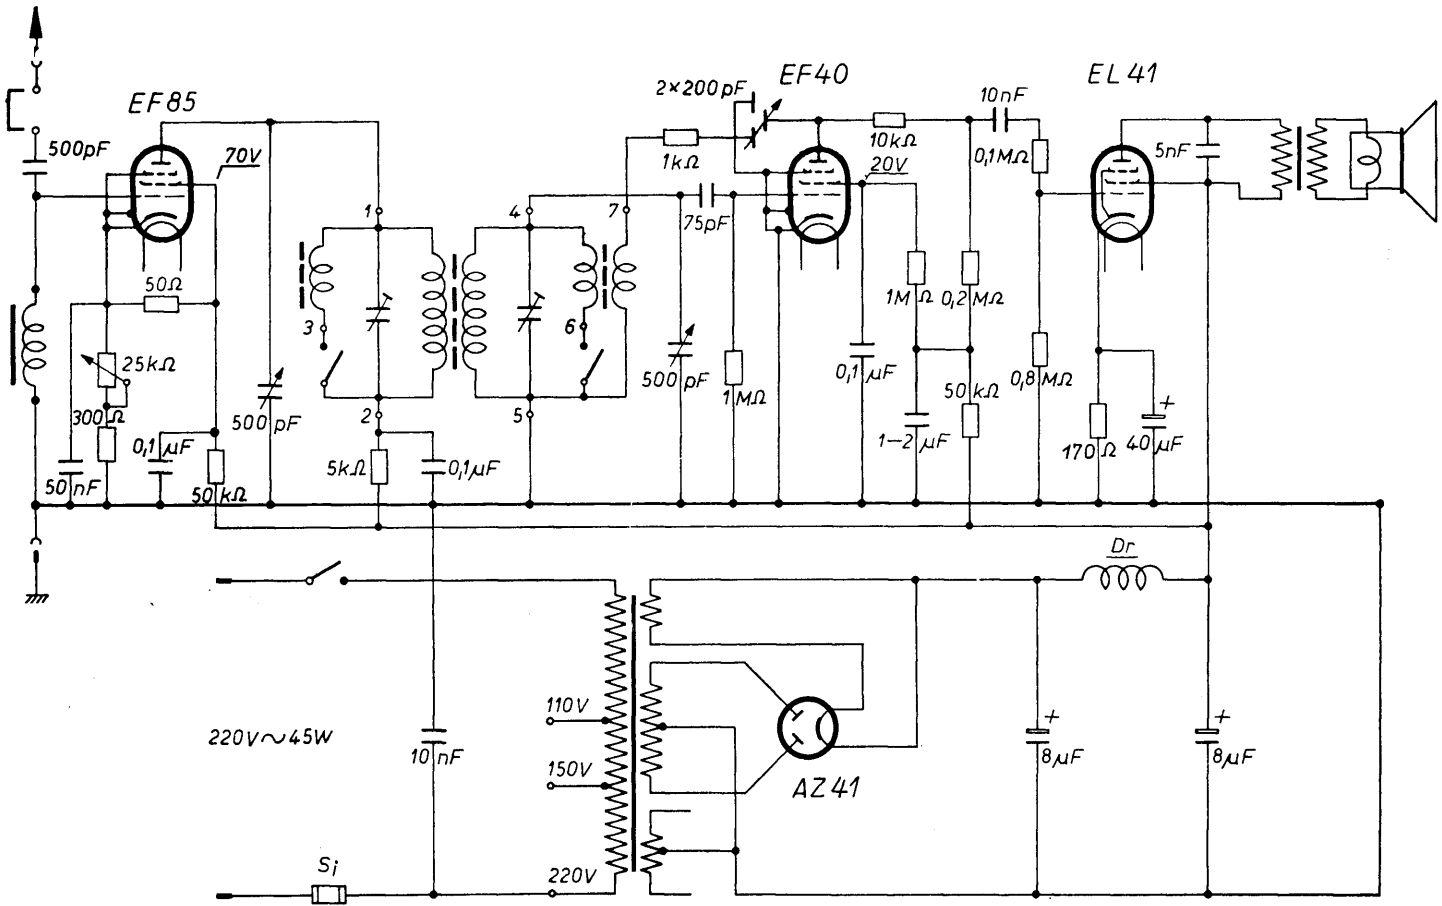 EF85
500pF
70V
50Ω
25kΩ
300Ω
0,1µF
50nF
50kΩ
500pF
1
3
2
5kΩ
0,1µF
4
7
6
5
2×200pF
1kΩ
75pF
500pF
1MΩ
EF40
20V
10kΩ
0,1µF
1MΩ
0,2MΩ
1–2µF
50kΩ
10nF
0,1MΩ
0,8MΩ
EL41
5nF
170Ω
+
40µF
Dr
220V~45W
10nF
110V
150V
220V
Si
AZ41
+
8µF
+
8µF